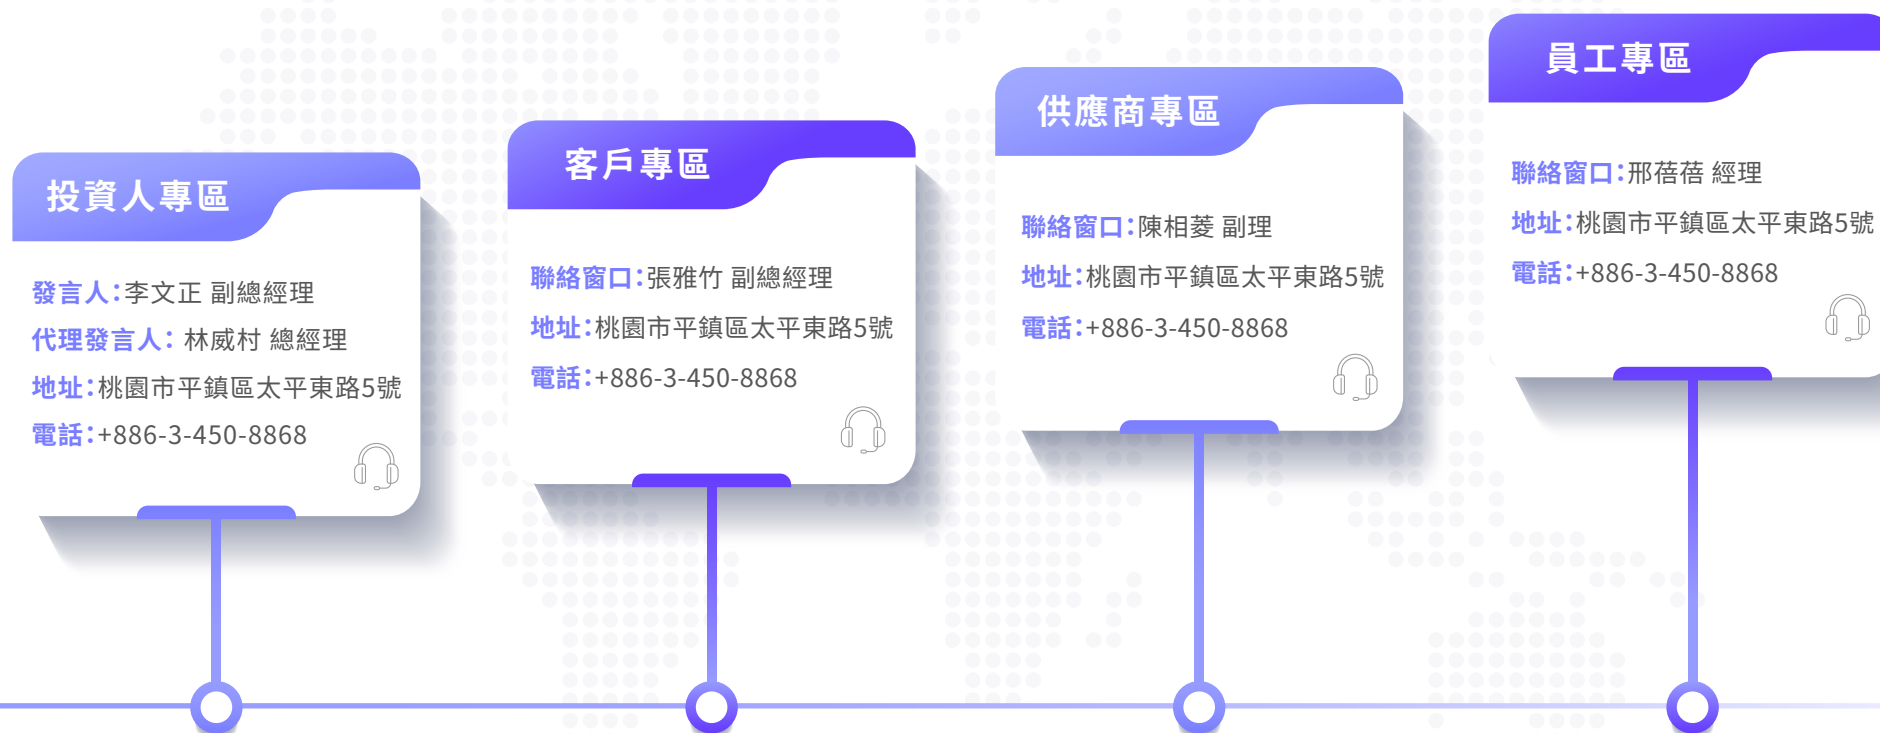 投資人專區
發言人：李文正 副總經理
代理發言人： 林威村 總經理
地址：桃園市平鎮區太平東路5號
電話：+886-3-450-8868
客戶專區
聯絡窗口：張雅竹 副總經理
地址：桃園市平鎮區太平東路5號
電話：+886-3-450-8868
供應商專區
聯絡窗口：陳相菱 副理
地址：桃園市平鎮區太平東路5號
電話：+886-3-450-8868
員工專區
聯絡窗口：邢蓓蓓 經理
地址：桃園市平鎮區太平東路5號
電話：+886-3-450-8868